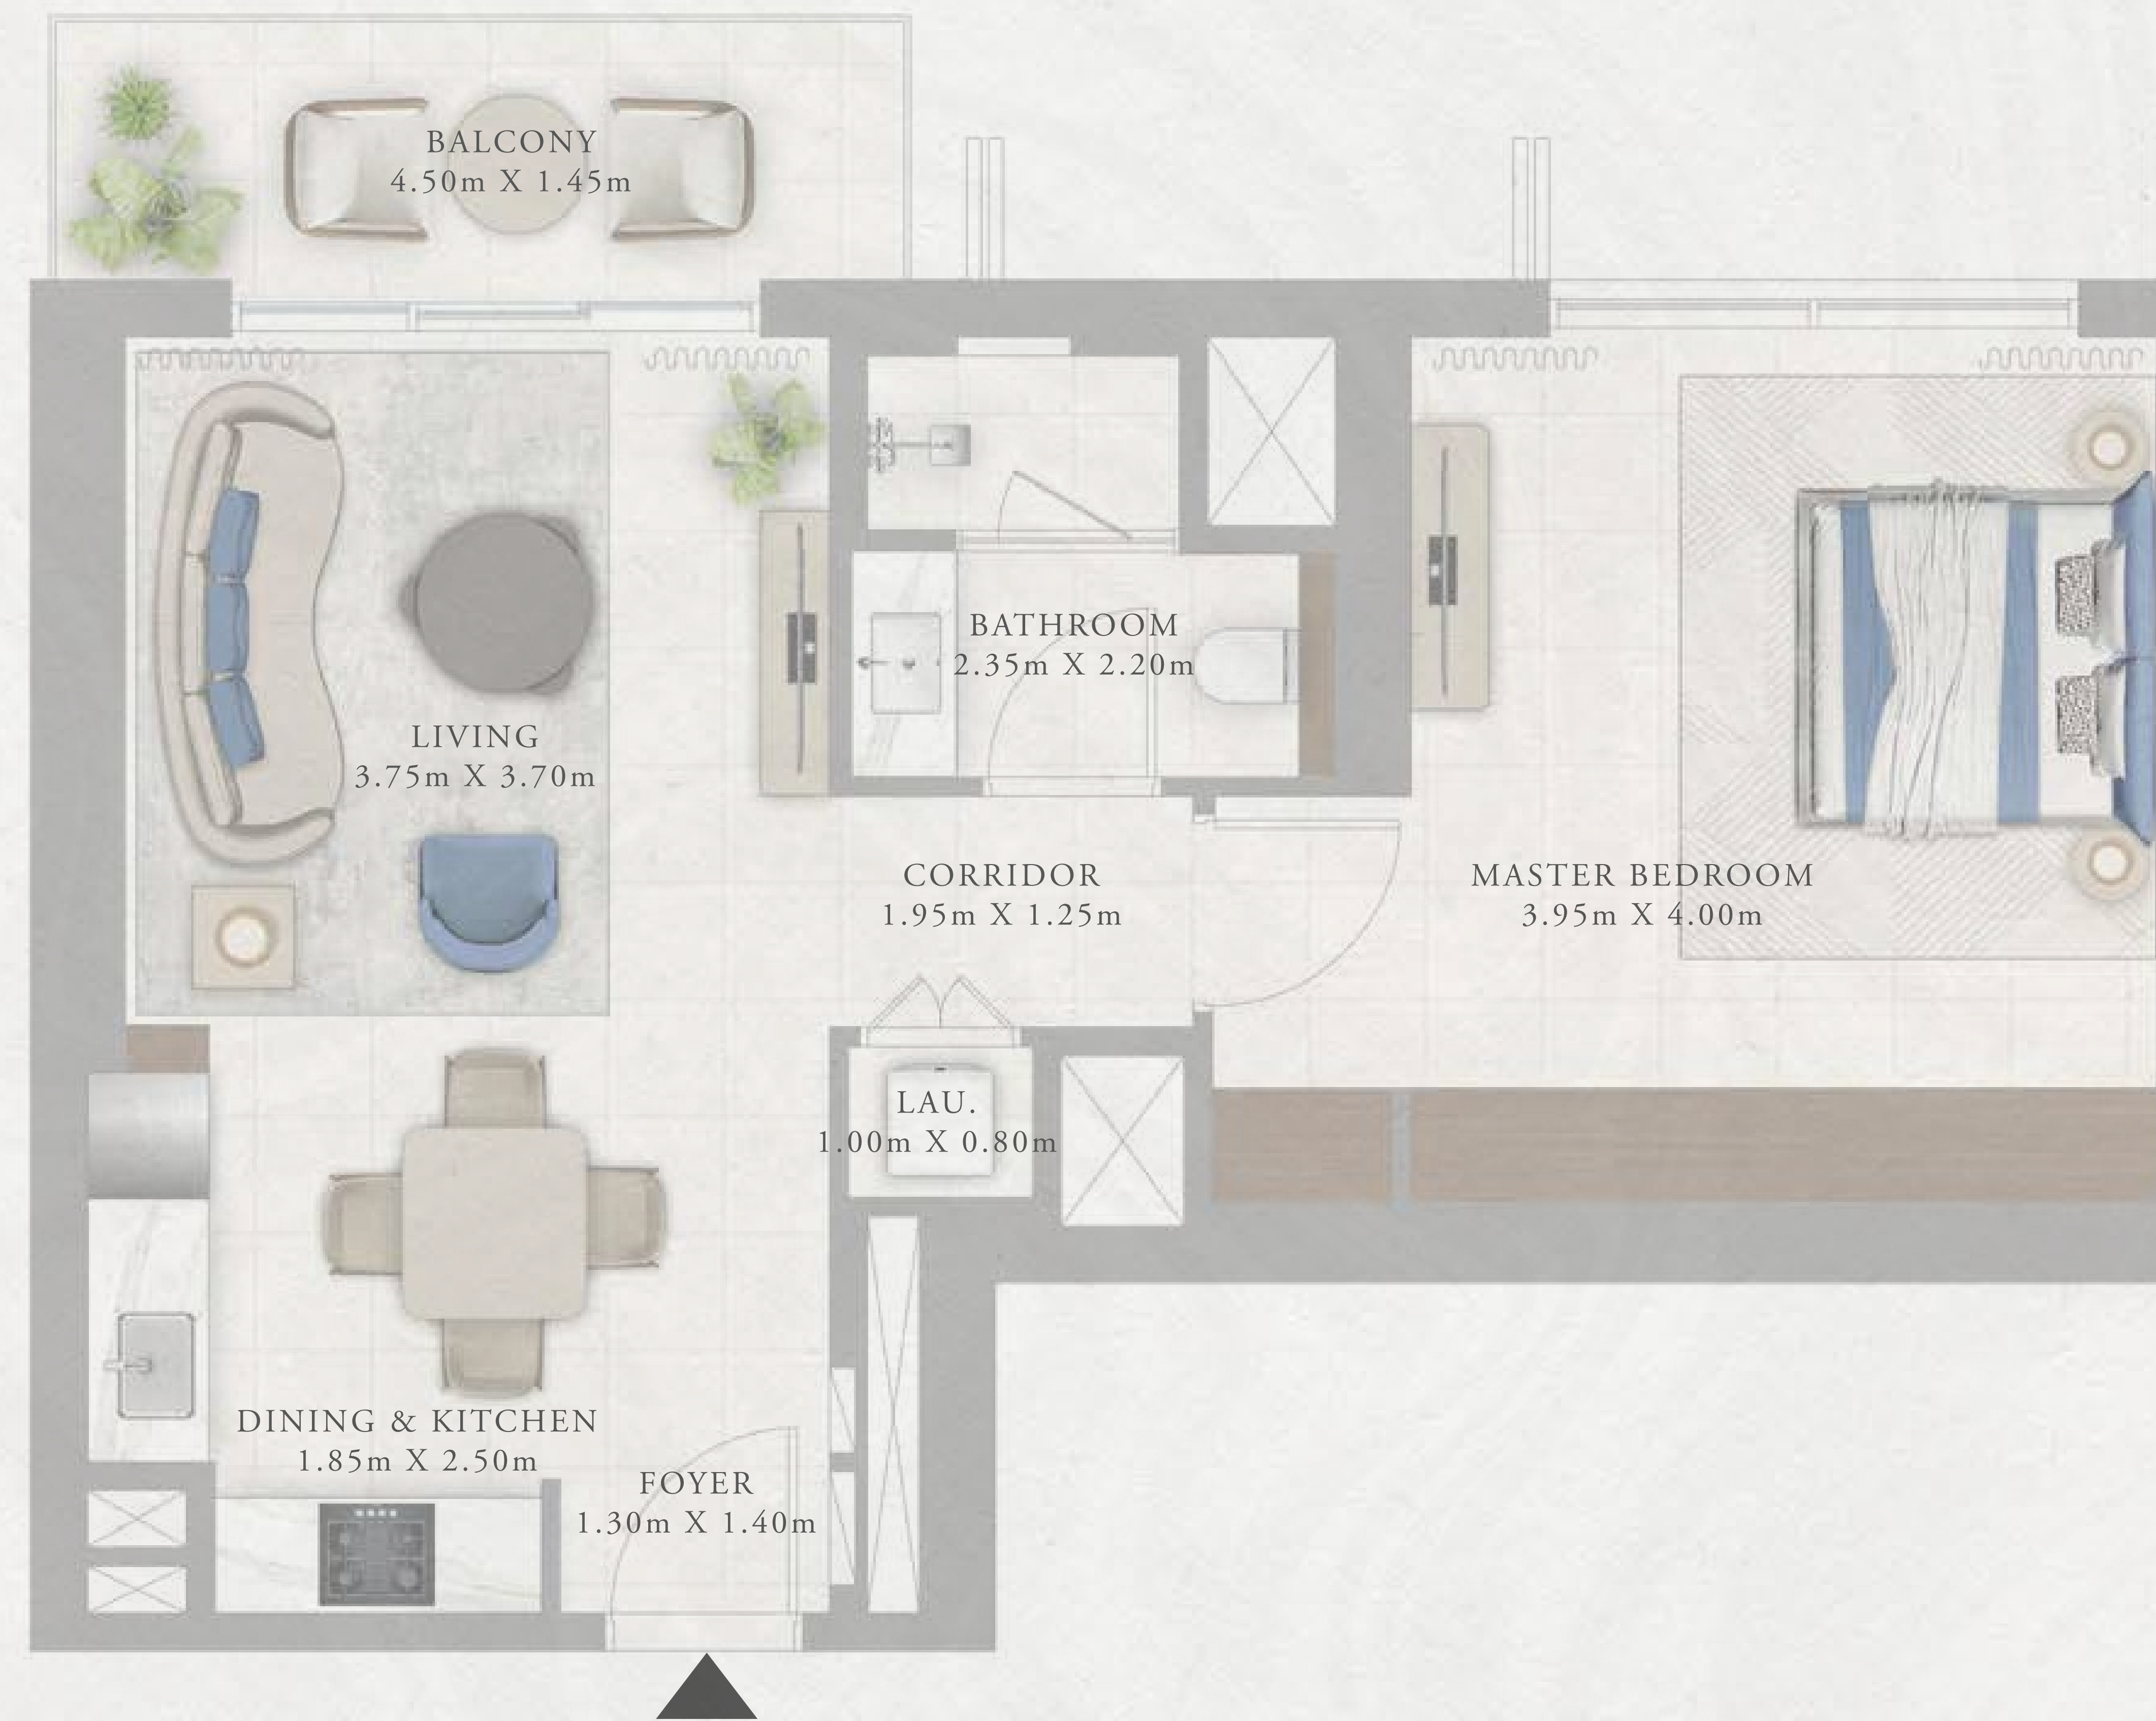 BALCONY
4.50m X 1.45m
BATHROOM
2.35m X 2.20m
LIVING
3.75m X 3.70m
CORRIDOR
1.95m X 1.25m
MASTER BEDROOM
3.95m X 4.00m
LAU.
1.00m X 0.80m
DINING & KITCHEN
1.85m X 2.50m
FOYER
1.30m X 1.40m